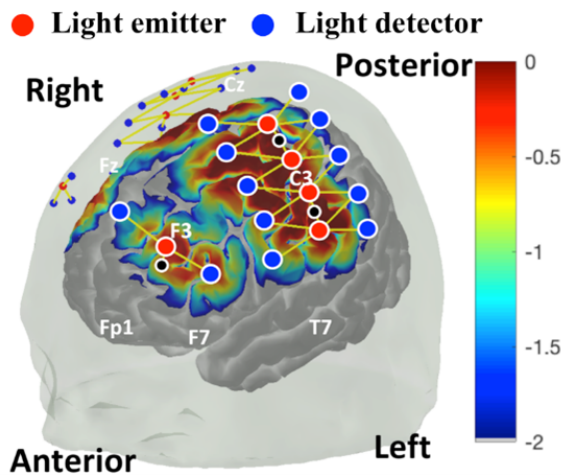 Light emitter Light detector
Right
Posterior
Cz
Fz
C3
F3
Fp1
F7
T7
Anterior
Left
0
-0.5
-1
-1.5
-2